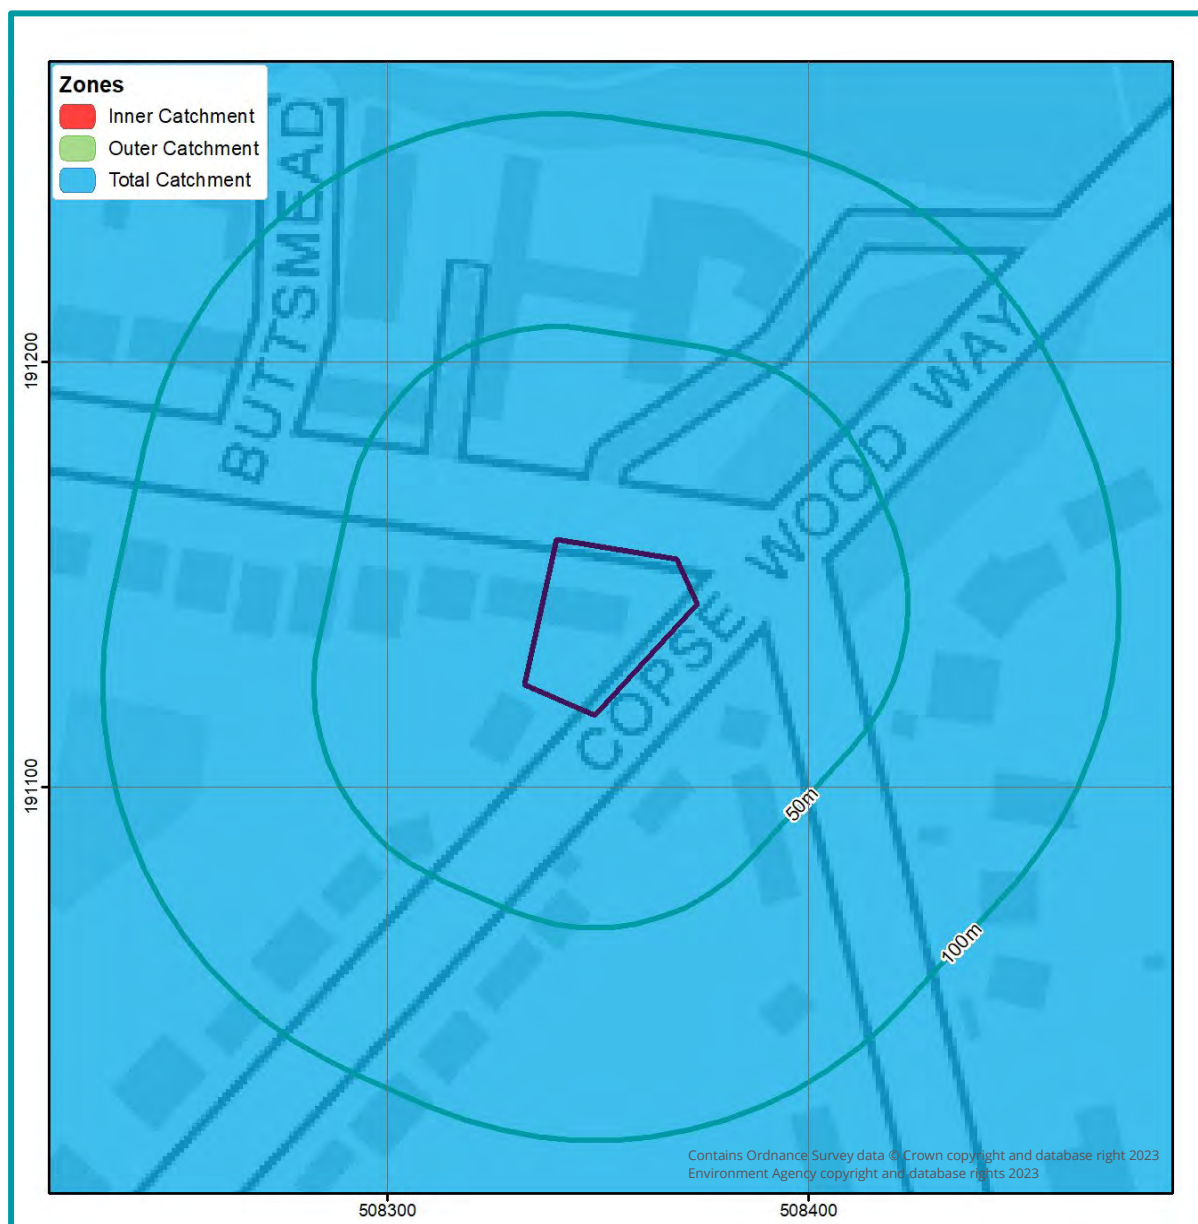 Zones
Inner Catchment
Outer Catchment
Total Catchment
BUTTSMEAD
COPSE WOOD WAY
50m
100m
191200
191100
508300
508400
Contains Ordnance Survey data © Crown copyright and database right 2023
Environment Agency copyright and database rights 2023